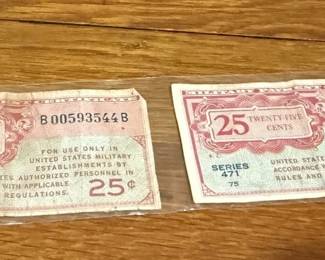 B00593544B
FOR USE ONLY IN
UNITED STATES MILITARY
ESTABLISHMENTS BY
AUTHORIZED PERSONNEL IN
WITH APPLICABLE
REGULATIONS.
25¢
25
TWENTY-FIVE
CENTS
SERIES
471
75
UNITED
ACCORDANCE
RULES AND